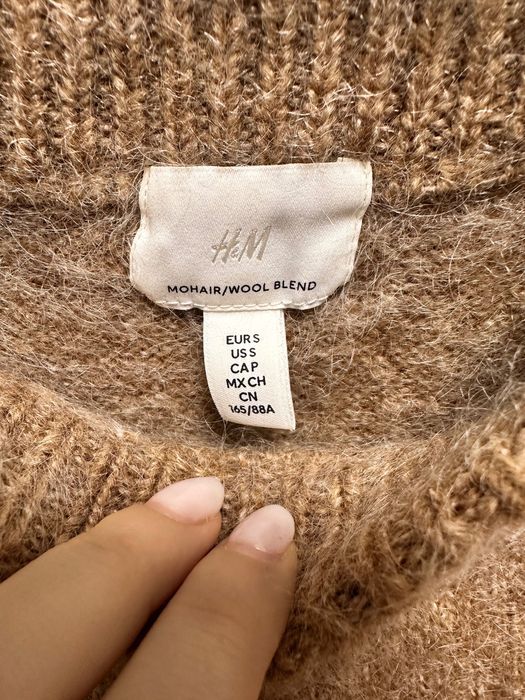 H&M
MOHAIR/WOOL BLEND
EUR S
US S
CA P
MX CH
CN
165/88A